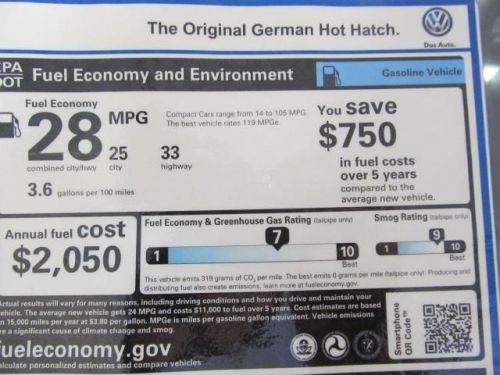 The Original German Hot Hatch.
Das Auto.
EPA
DOT
Fuel Economy and Environment
Gasoline Vehicle
Fuel Economy
28 MPG
combined city/hwy
25
city
33
highway
3.6 gallons per 100 miles
Compact Cars range from 14 to 105 MPG.
The best vehicle rates 119 MPGe.
You save
$750
in fuel costs
over 5 years
compared to the
average new vehicle.
Annual fuel cost
$2,050
Fuel Economy & Greenhouse Gas Rating (tailpipe only)
1
7
10
Best
Smog Rating (tailpipe only)
1
9
10
Best
This vehicle emits 319 grams of CO2 per mile. The best emits 0 grams per mile (tailpipe only). Producing and
distributing fuel also create emissions, learn more at fueleconomy.gov.
Actual results will vary for many reasons, including driving conditions and how you drive and maintain your
vehicle. The average new vehicle gets 24 MPG and costs $11,000 to fuel over 5 years. Cost estimates are based
on 15,000 miles per year at $3.80 per gallon. MPGe is miles per gasoline gallon equivalent. Vehicle emissions
are a significant cause of climate change and smog.
fueleconomy.gov
calculate personalized estimates and compare vehicles
Smartphone
QR Code™